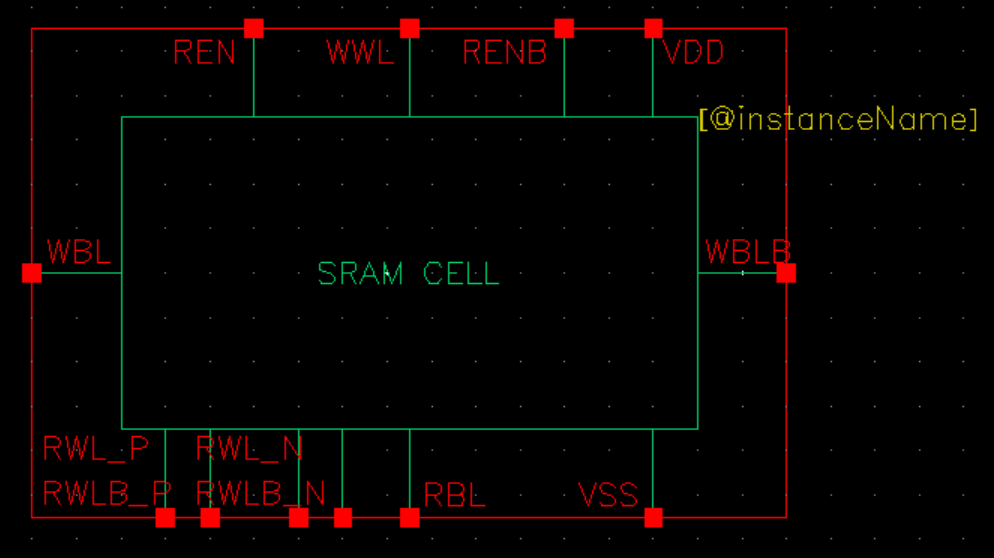 REN WWL RENB VDD
[@instanceName]
WBL WBLB
SRAM CELL
RWL_P RWL_N
RWLB_P RWLB_N RBL VSS